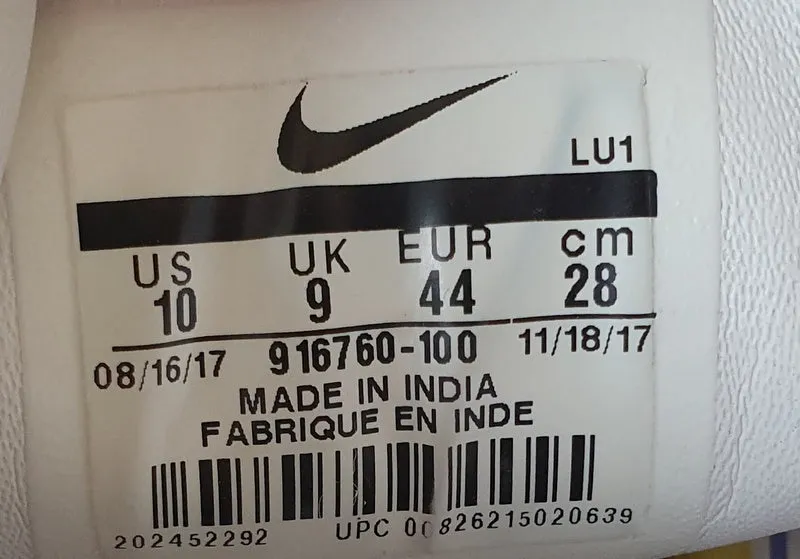 LU1
US UK EUR cm
10 9 44 28
08/16/17 916760-100 11/18/17
MADE IN INDIA
FABRIQUE EN INDE
202452292 UPC 00826215020639